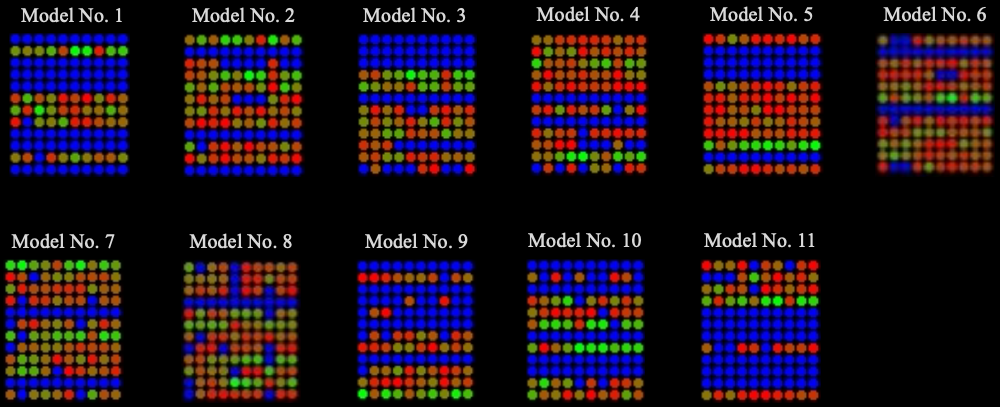 Model No. 1
Model No. 2
Model No. 3
Model No. 4
Model No. 5
Model No. 6
Model No. 7
Model No. 8
Model No. 9
Model No. 10
Model No. 11